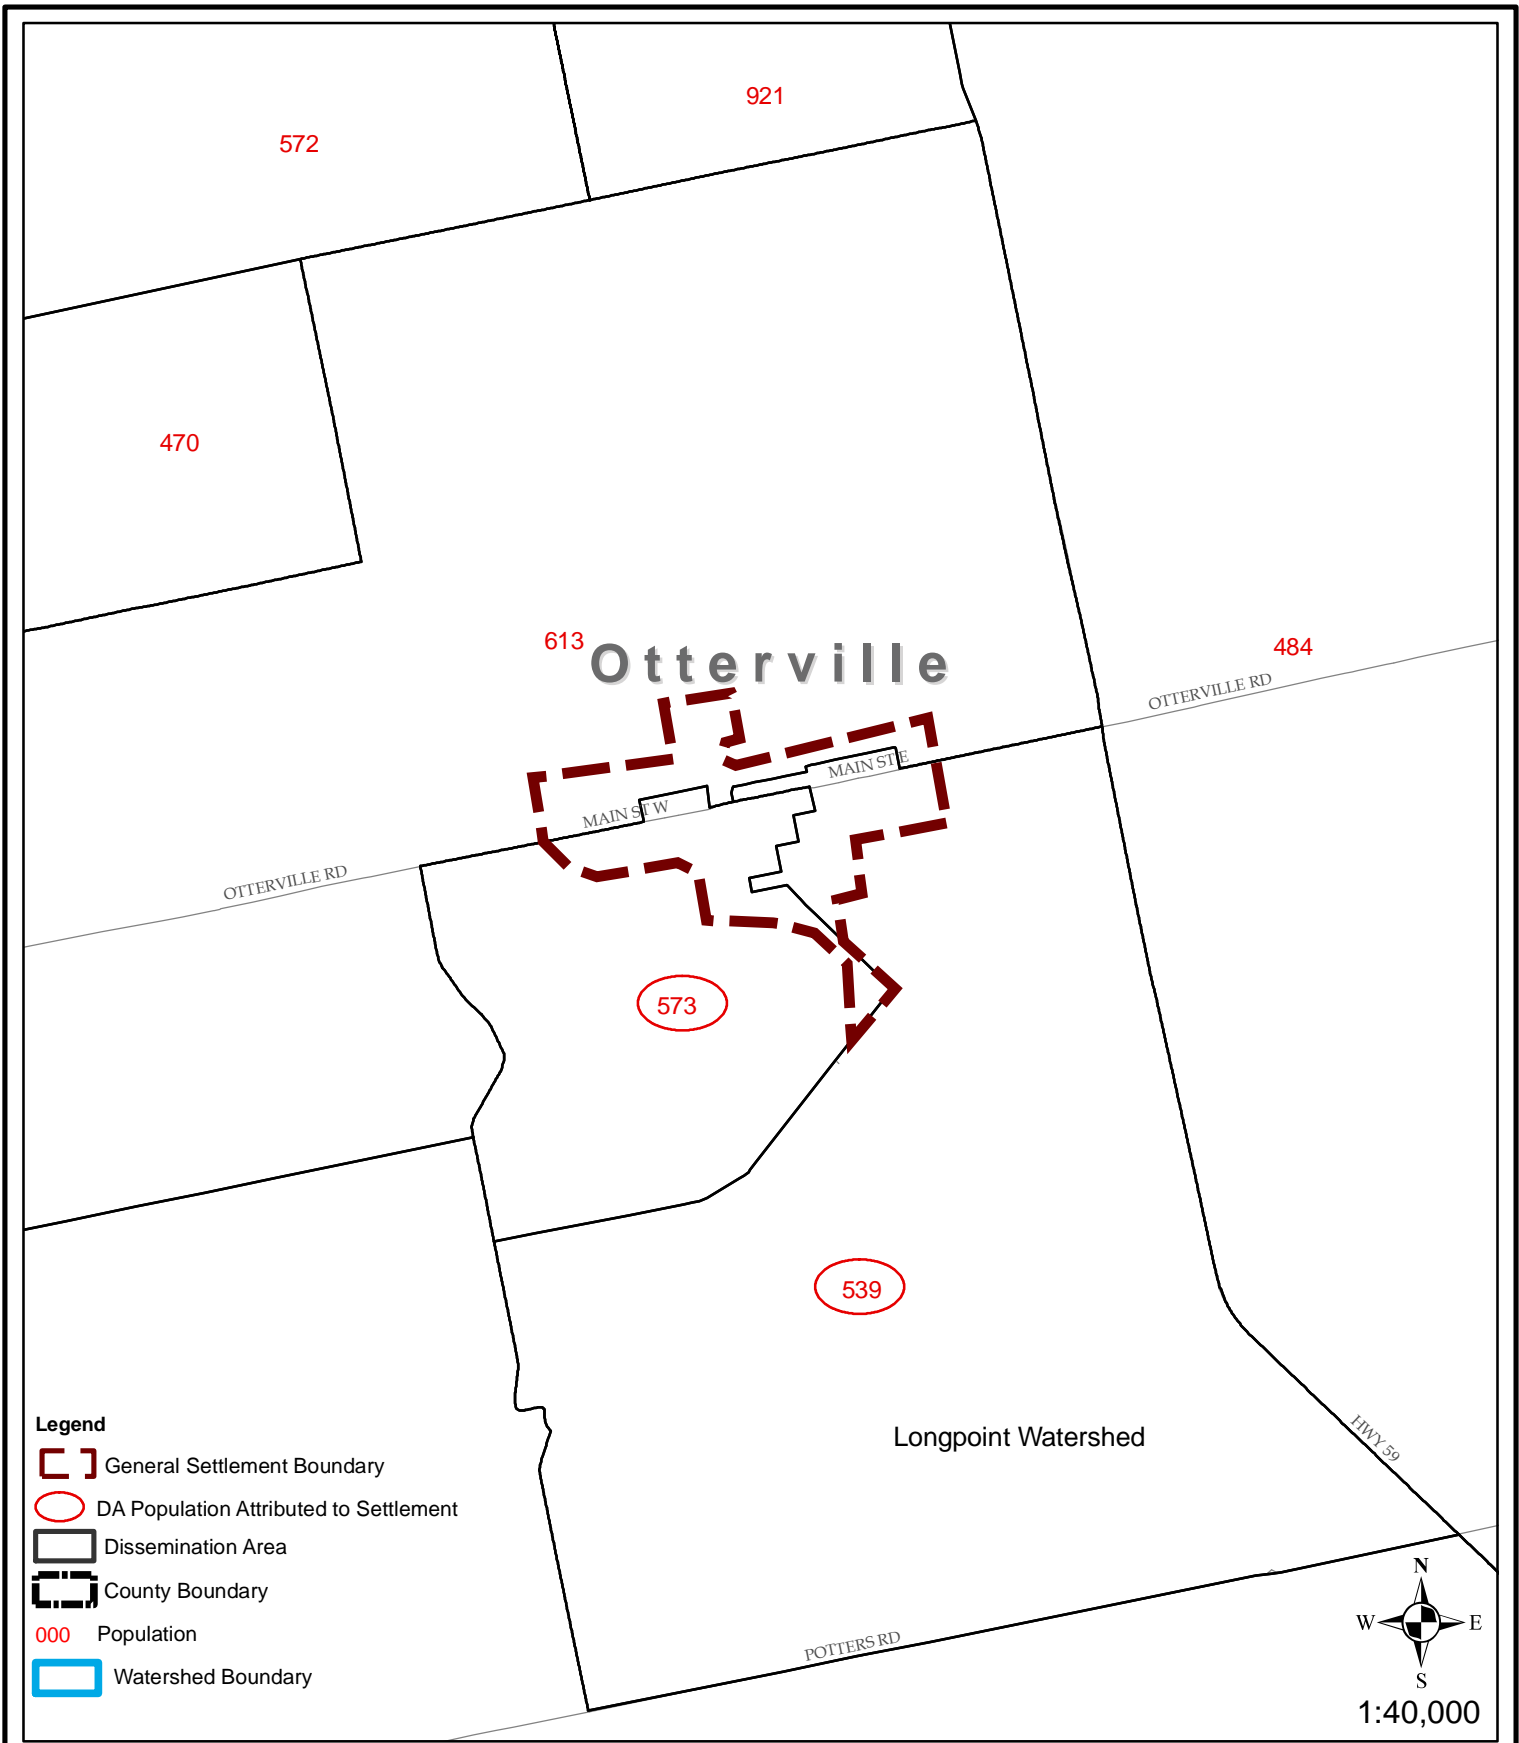 921
572
470
613
Otterville
484
OTTERVILLE RD
MAIN ST E
MAIN ST W
OTTERVILLE RD
573
539
Longpoint Watershed
HWY 59
POTTERS RD
Legend
General Settlement Boundary
DA Population Attributed to Settlement
Dissemination Area
County Boundary
000 Population
Watershed Boundary
N
W E
S
1:40,000